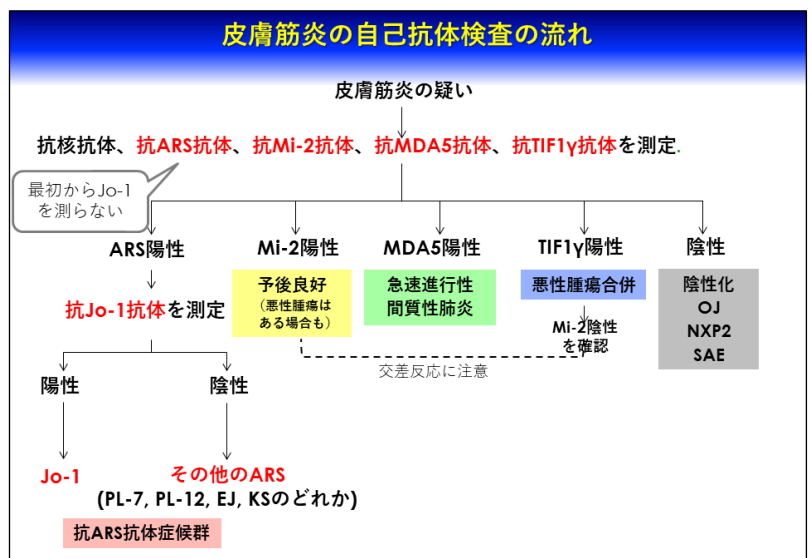 皮膚筋炎の自己抗体検査の流れ
皮膚筋炎の疑い
抗核抗体、抗ARS抗体、抗Mi-2抗体、抗MDA5抗体、抗TIF1γ抗体を測定.
最初からJo-1
を測らない
ARS陽性
Mi-2陽性
MDA5陽性
TIF1γ陽性
陰性
抗Jo-1抗体を測定
予後良好
(悪性腫瘍は
ある場合も)
急速進行性
間質性肺炎
悪性腫瘍合併
Mi-2陰性
を確認
陰性化
OJ
NXP2
SAE
交差反応に注意
陽性
陰性
Jo-1
その他のARS
(PL-7, PL-12, EJ, KSのどれか)
抗ARS抗体症候群